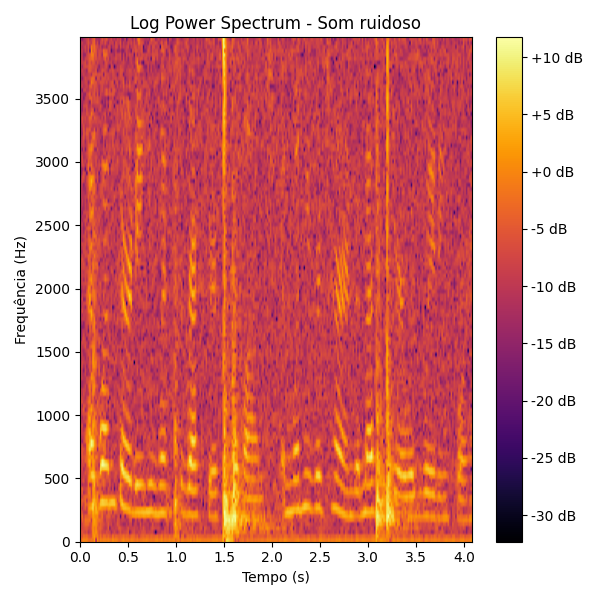 Log Power Spectrum - Som ruidoso
Frequência (Hz)
3500
3000
2500
2000
1500
1000
500
0
0.0 0.5 1.0 1.5 2.0 2.5 3.0 3.5 4.0
Tempo (s)
+10 dB
+5 dB
+0 dB
-5 dB
-10 dB
-15 dB
-20 dB
-25 dB
-30 dB